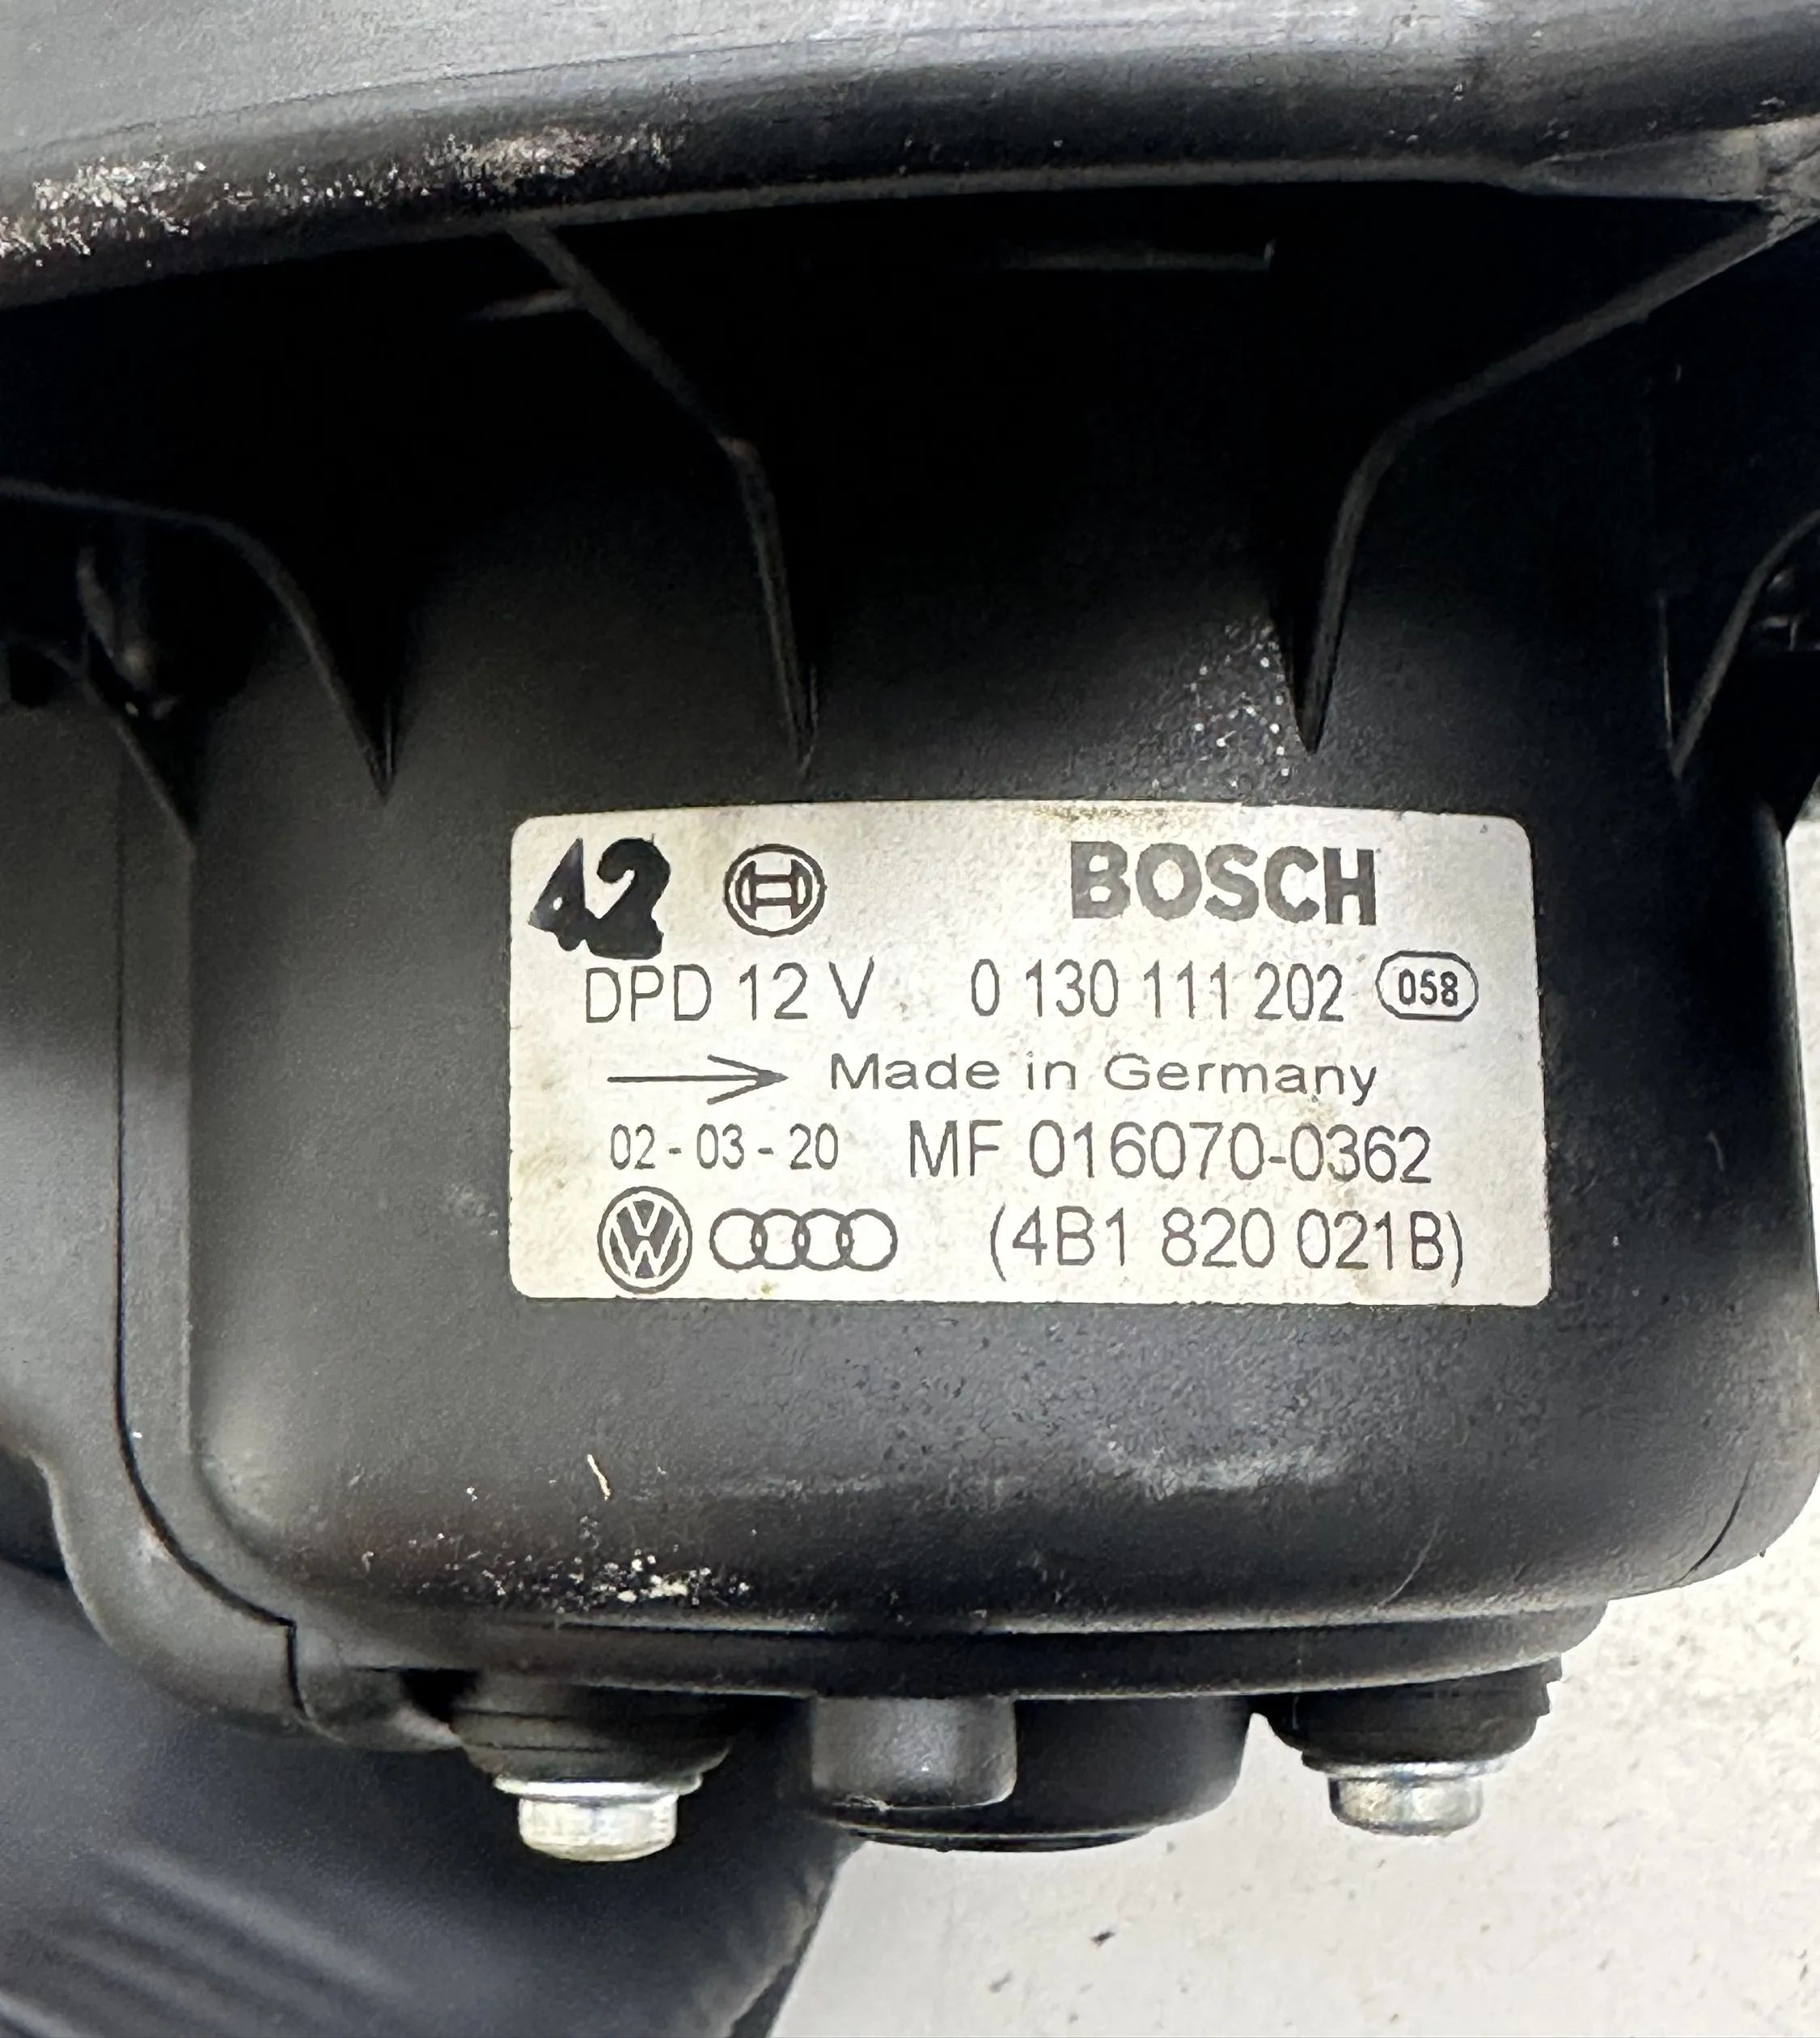 42 BOSCH
DPD 12 V 0 130 111 202 058
Made in Germany
02-03-20 MF 016070-0362
(4B1 820 021B)